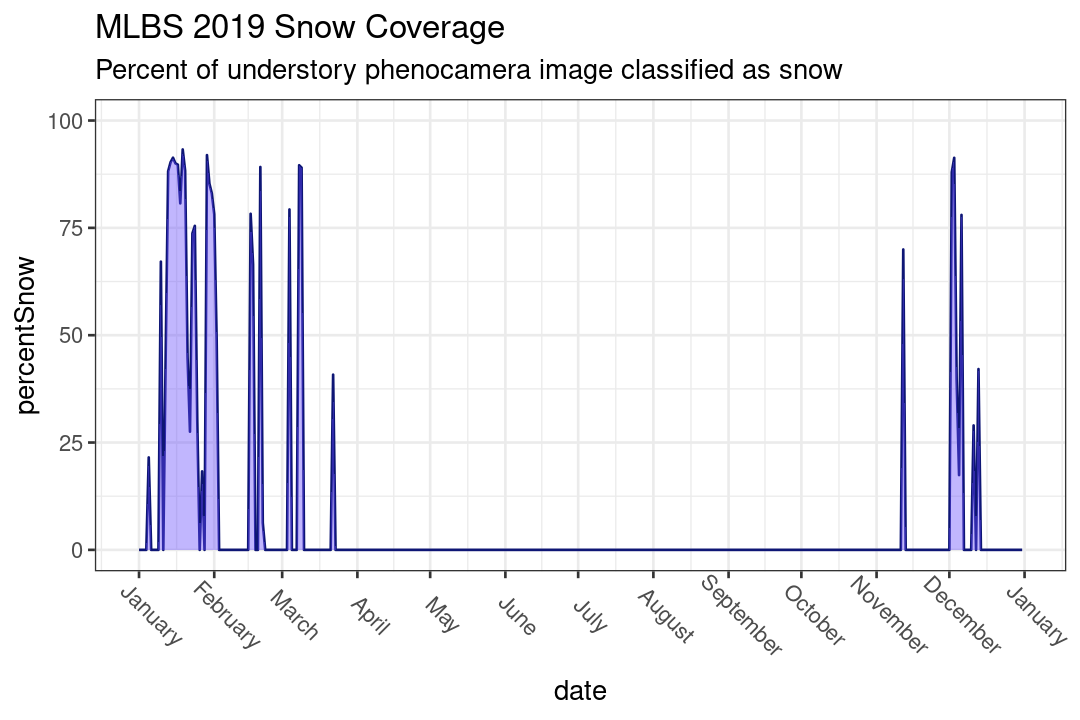 MLBS 2019 Snow Coverage
Percent of understory phenocamera image classified as snow
percentSnow
100
75
50
25
0
January
February
March
April
May
June
July
August
September
October
November
December
January
date